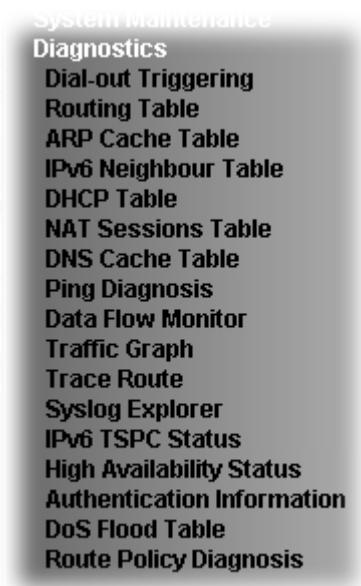 System Maintenance
Diagnostics
Dial-out Triggering
Routing Table
ARP Cache Table
IPv6 Neighbour Table
DHCP Table
NAT Sessions Table
DNS Cache Table
Ping Diagnosis
Data Flow Monitor
Traffic Graph
Trace Route
Syslog Explorer
IPv6 TSPC Status
High Availability Status
Authentication Information
DoS Flood Table
Route Policy Diagnosis